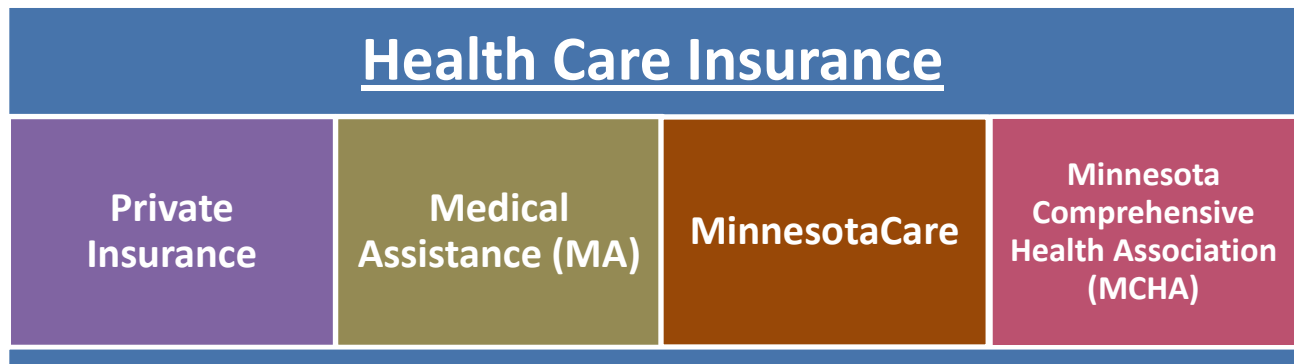 Health Care Insurance
Private
Insurance
Medical
Assistance (MA)
MinnesotaCare
Minnesota
Comprehensive
Health Association
(MCHA)